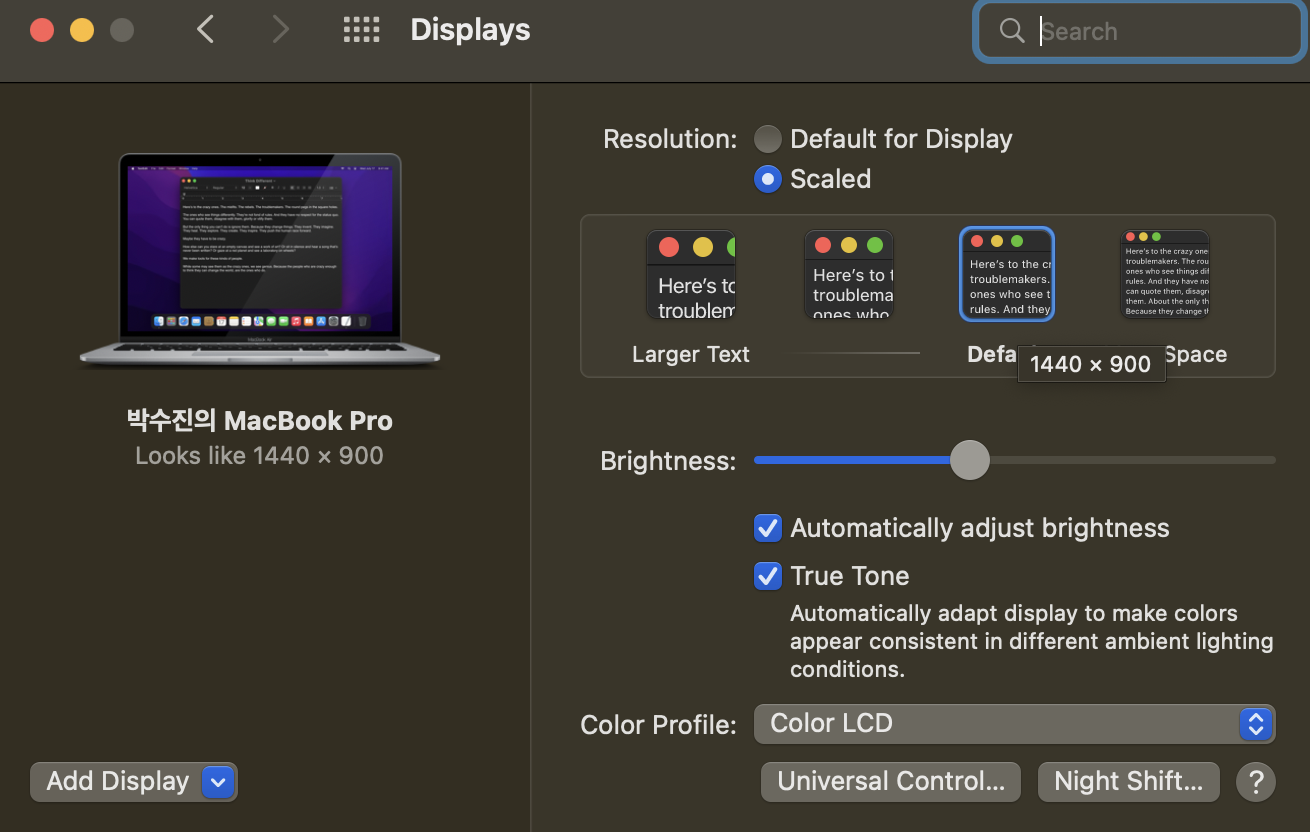 Displays
Search
Resolution:
Default for Display
Scaled
Here's to
troublem
Here's to t
troublema
ones who
Here's to the cr
troublemakers.
ones who see t
rules. And they
Here's to the crazy one
troublemakers. The rou
ones who see things dif
rules. And they have no
can quote them, disagre
them. About the only th
Because they change th
Larger Text
Defa
Space
1440 × 900
박수진의 MacBook Pro
Looks like 1440 × 900
Brightness:
Automatically adjust brightness
True Tone
Automatically adapt display to make colors
appear consistent in different ambient lighting
conditions.
Color Profile:
Color LCD
Add Display
Universal Control...
Night Shift...
?